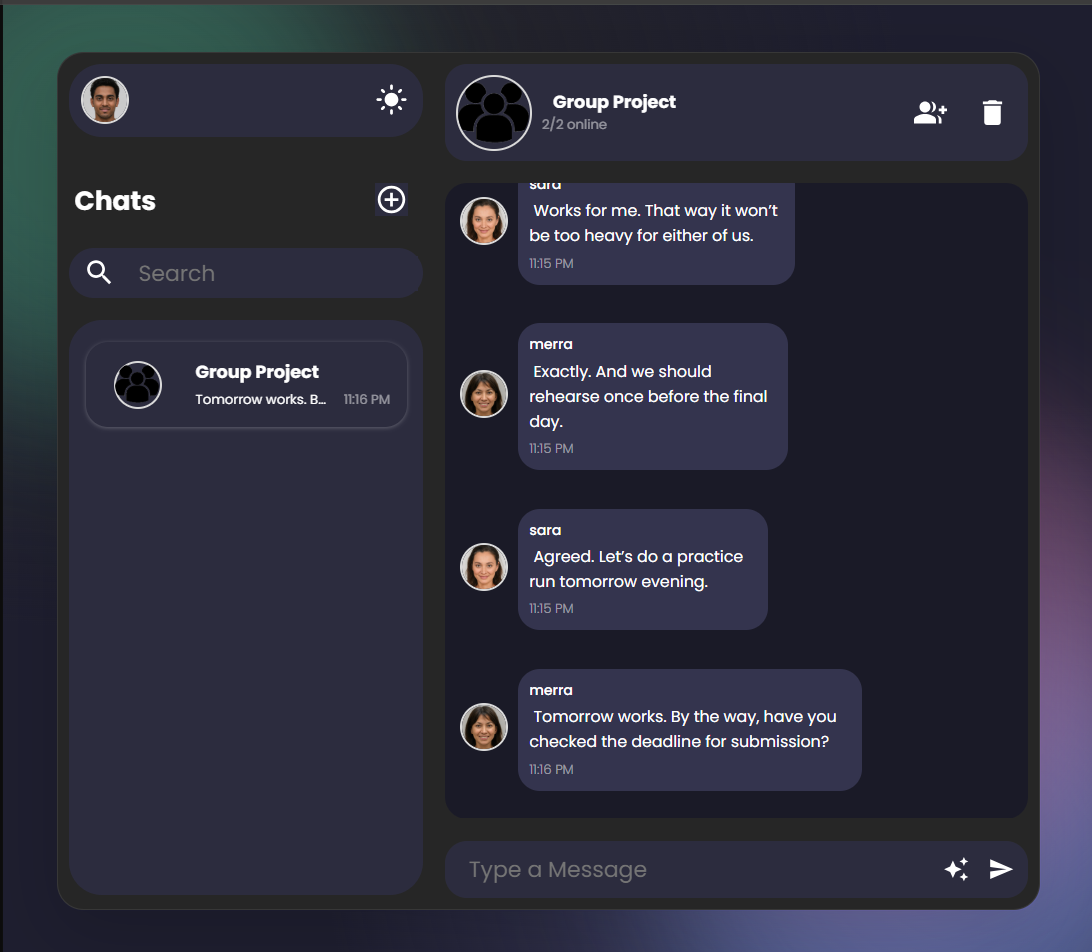 Group Project
2/2 online
Chats
Search
Group Project
Tomorrow works. B...
11:16 PM
sara
Works for me. That way it won’t
be too heavy for either of us.
11:15 PM
merra
Exactly. And we should
rehearse once before the final
day.
11:15 PM
sara
Agreed. Let’s do a practice
run tomorrow evening.
11:15 PM
merra
Tomorrow works. By the way, have you
checked the deadline for submission?
11:16 PM
Type a Message